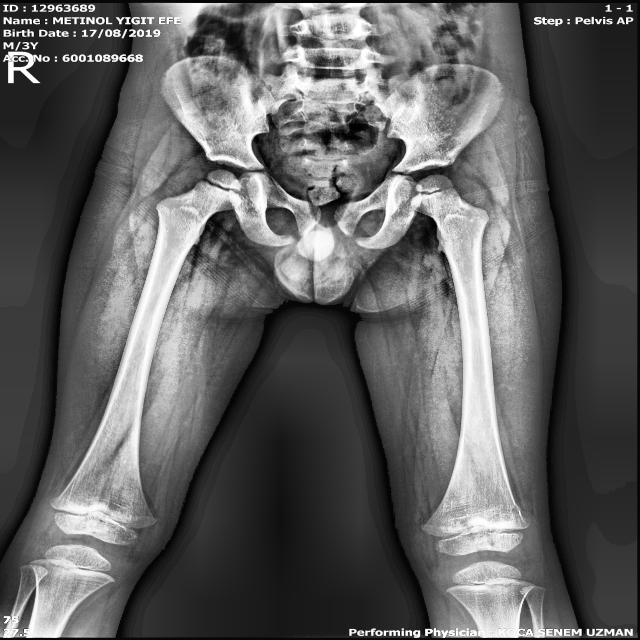 ID : 12963689
1 - 1
Name : METINOL YIGIT EFE
Step : Pelvis AP
Birth Date : 17/08/2019
M/3Y
Acc. No : 6001089668
R
Performing Physician: KOCA SENEM UZMAN